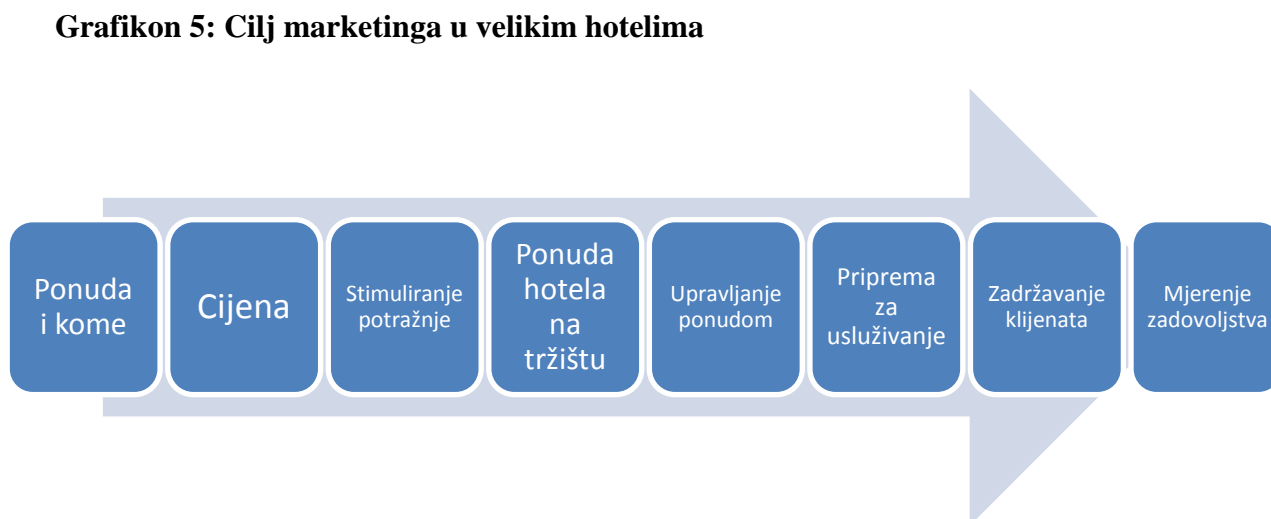 Grafikon 5: Cilj marketinga u velikim hotelima
Ponuda
i kome
Cijena
Stimuliranje
potražnje
Ponuda
hotela
na
tržištu
Upravljanje
ponudom
Priprema
za
usluživanje
Zadržavanje
klijenata
Mjerenje
zadovoljstva